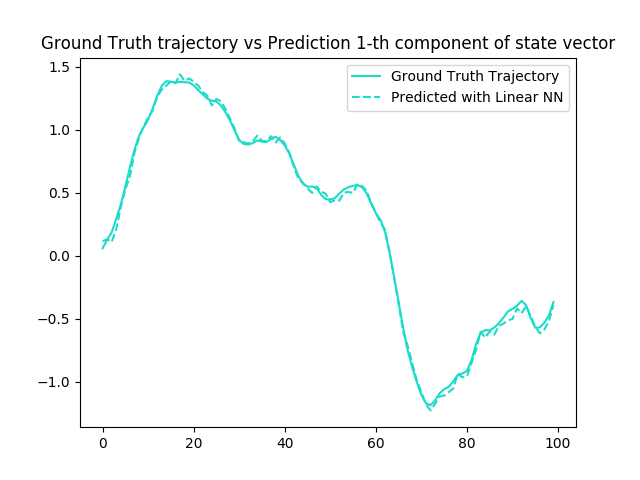 Ground Truth trajectory vs Prediction 1-th component of state vector
Ground Truth Trajectory
Predicted with Linear NN
1.5
1.0
0.5
0.0
−0.5
−1.0
0 20 40 60 80 100